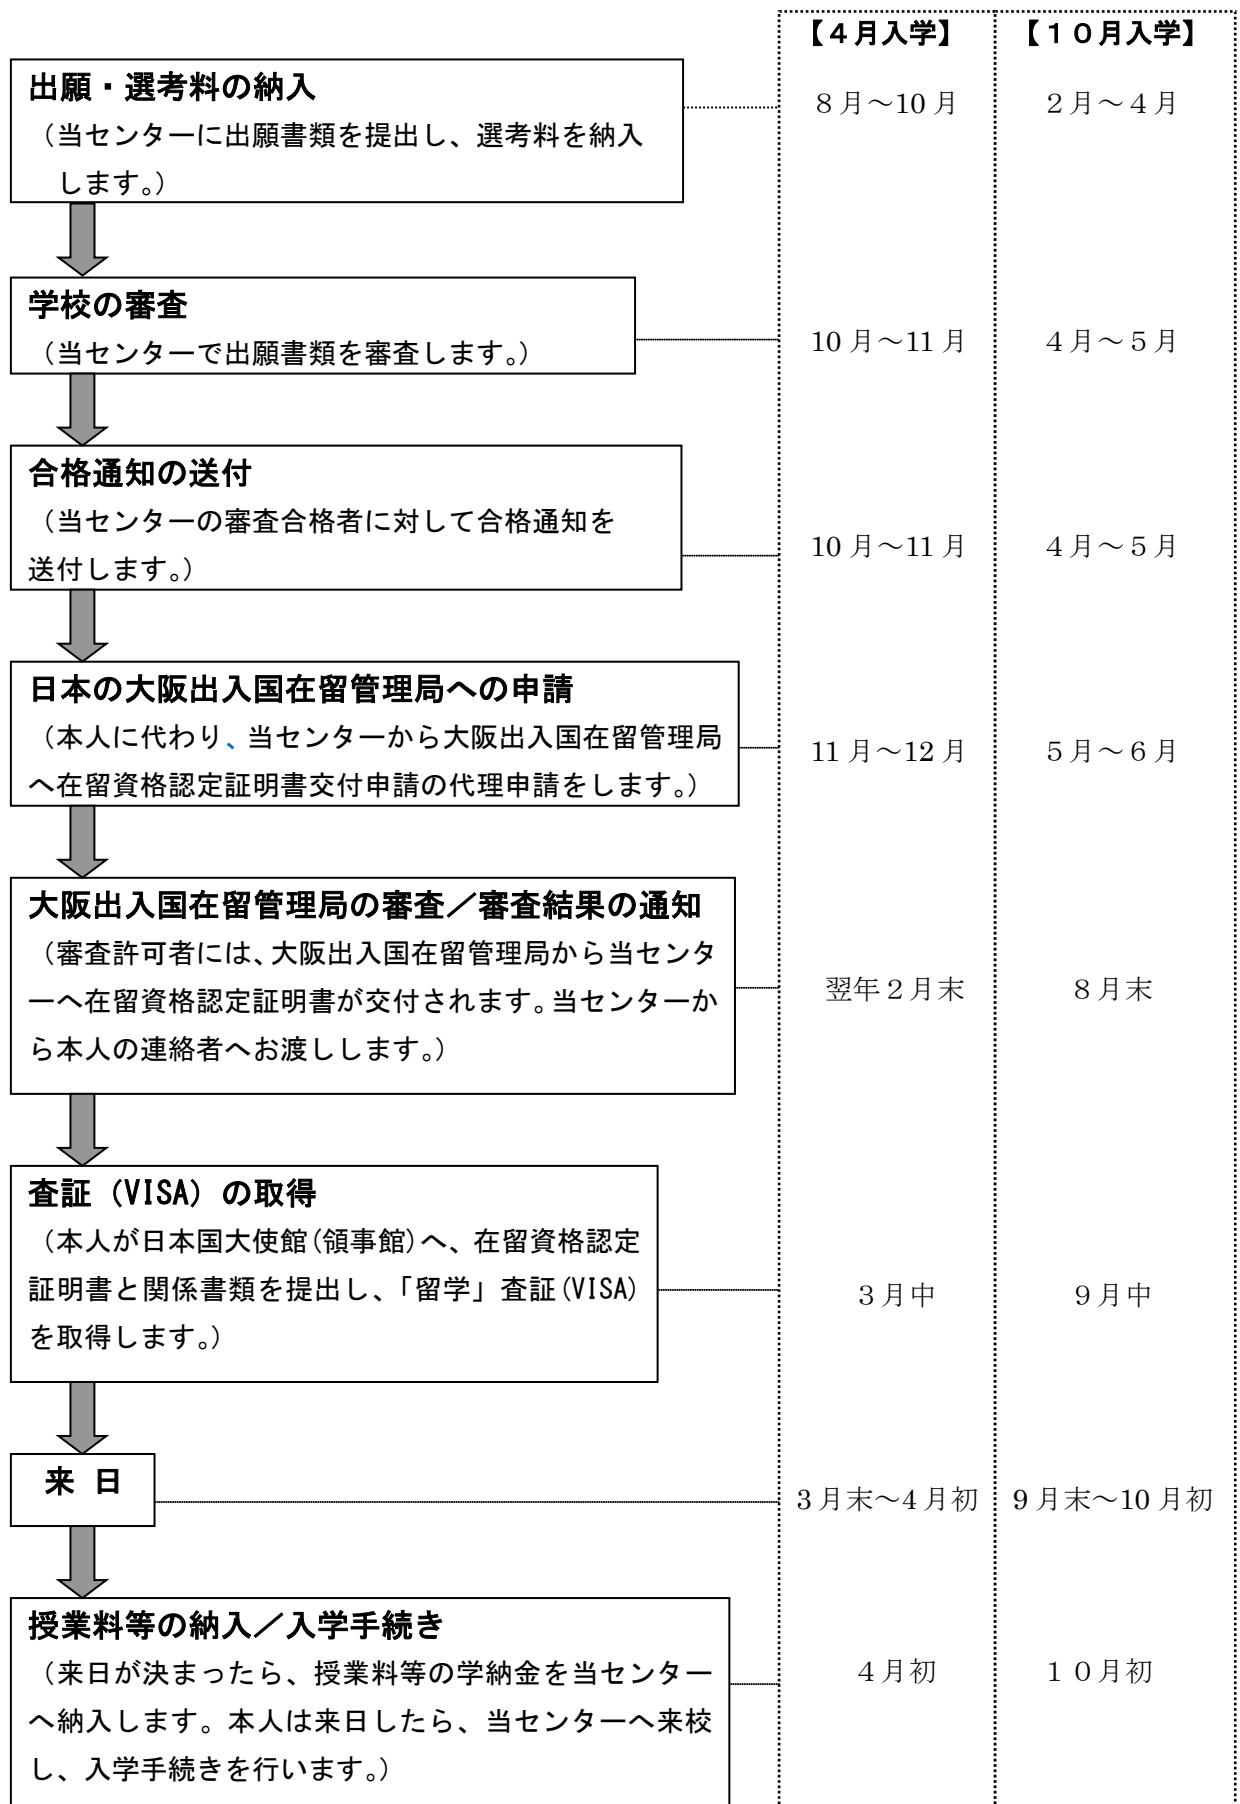 【４月入学】 【１０月入学】
出願・選考料の納入
８月～10 月 ２月～４月
（当センターに出願書類を提出し、選考料を納入
します。）
学校の審査
（当センターで出願書類を審査します。）
10 月～11 月 ４月～５月
合格通知の送付
（当センターの審査合格者に対して合格通知を
送付します。）
10 月～11 月 ４月～５月
日本の大阪出入国在留管理局への申請
（本人に代わり、当センターから大阪出入国在留管理局
へ在留資格認定証明書交付申請の代理申請をします。）
11 月～12 月 ５月～６月
大阪出入国在留管理局の審査／審査結果の通知
（審査許可者には、大阪出入国在留管理局から当センタ
ーへ在留資格認定証明書が交付されます。当センターか
ら本人の連絡者へお渡しします。）
翌年２月末 ８月末
査証（VISA）の取得
（本人が日本国大使館(領事館)へ、在留資格認定
証明書と関係書類を提出し、「留学」査証(VISA)
を取得します。）
３月中 ９月中
来 日
３月末～４月初 ９月末～10 月初
授業料等の納入／入学手続き
（来日が決まったら、授業料等の学納金を当センター
へ納入します。本人は来日したら、当センターへ来校
し、入学手続きを行います。）
４月初 １０月初